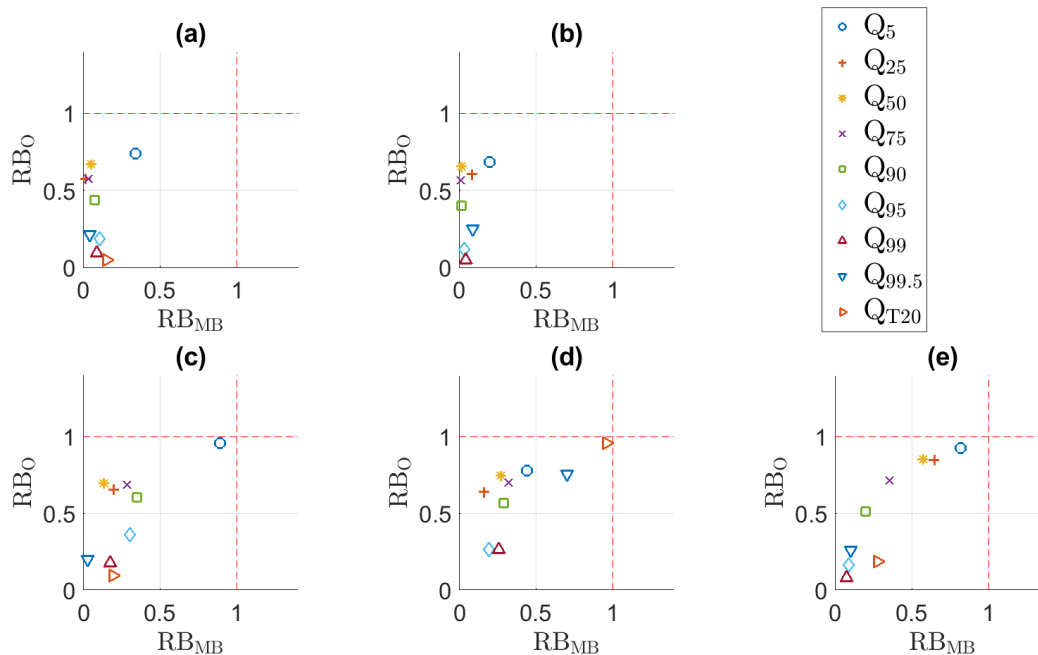 (a)
1
0.5
0
0 0.5 1
RB_O
RB_MB
(b)
1
0.5
0
0 0.5 1
RB_O
RB_MB
Q_5
Q_25
Q_50
Q_75
Q_90
Q_95
Q_99
Q_99.5
Q_T20
(c)
1
0.5
0
0 0.5 1
RB_O
RB_MB
(d)
1
0.5
0
0 0.5 1
RB_O
RB_MB
(e)
1
0.5
0
0 0.5 1
RB_O
RB_MB